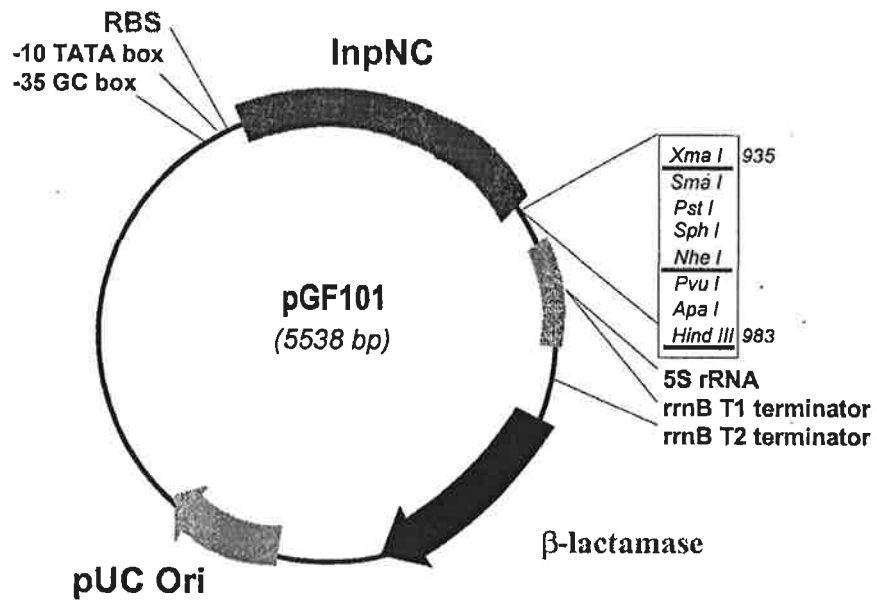 RBS
-10 TATA box
-35 GC box
InpNC
Xma I 935
Sma I
Pst I
Sph I
Nhe I
Pvu I
Apa I
Hind III 983
pGF101
(5538 bp)
5S rRNA
rrnB T1 terminator
rrnB T2 terminator
β-lactamase
pUC Ori